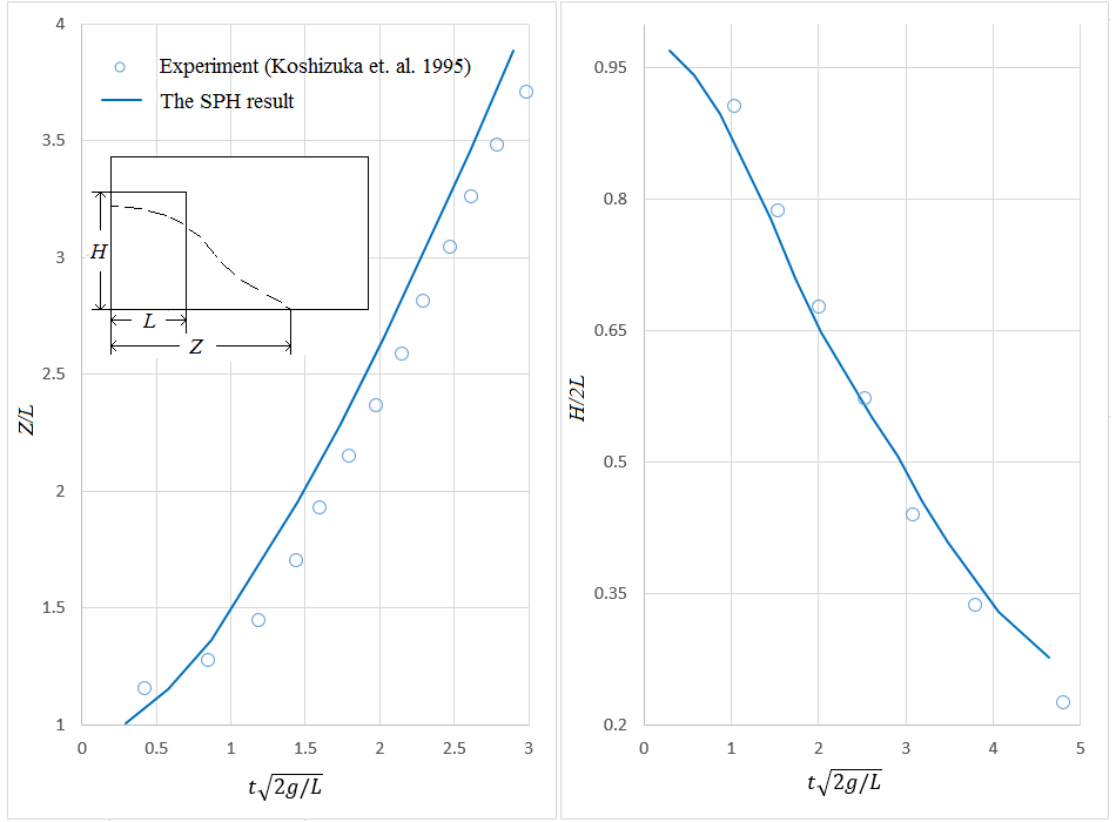 4
3.5
3
2.5
2
1.5
1
Z/L
Experiment (Koshizuka et. al. 1995)
The SPH result
H
L
Z
0
0.5
1
1.5
2
2.5
3
t√2g/L
0.95
0.8
0.65
0.5
0.35
0.2
H/2L
0
1
2
3
4
5
t√2g/L